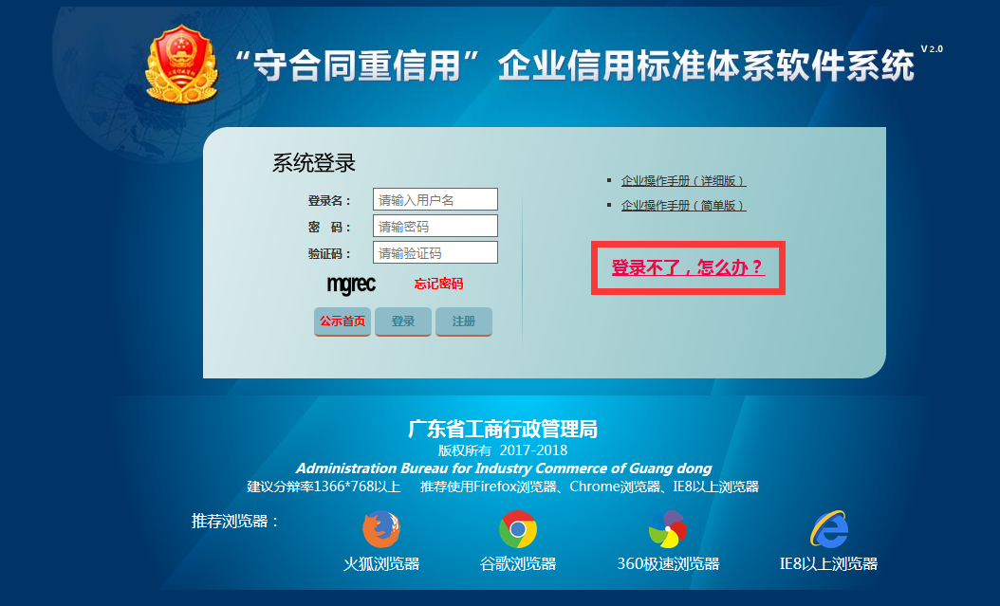 “守合同重信用”企业信用标准体系软件系统 V 2.0
系统登录
登录名： 请输入用户名
密 码： 请输密码
验证码： 请输验证码
mgrec 忘记密码
公示首页 登录 注册
企业操作手册（详细版）
企业操作手册（简单版）
登录不了，怎么办？
广东省工商行政管理局
版权所有 2017-2018
Administration Bureau for Industry Commerce of Guang dong
建议分辩率1366*768以上 推荐使用Firefox浏览器、Chrome浏览器、IE8以上浏览器
推荐浏览器：
火狐浏览器 谷歌浏览器 360极速浏览器 IE8以上浏览器